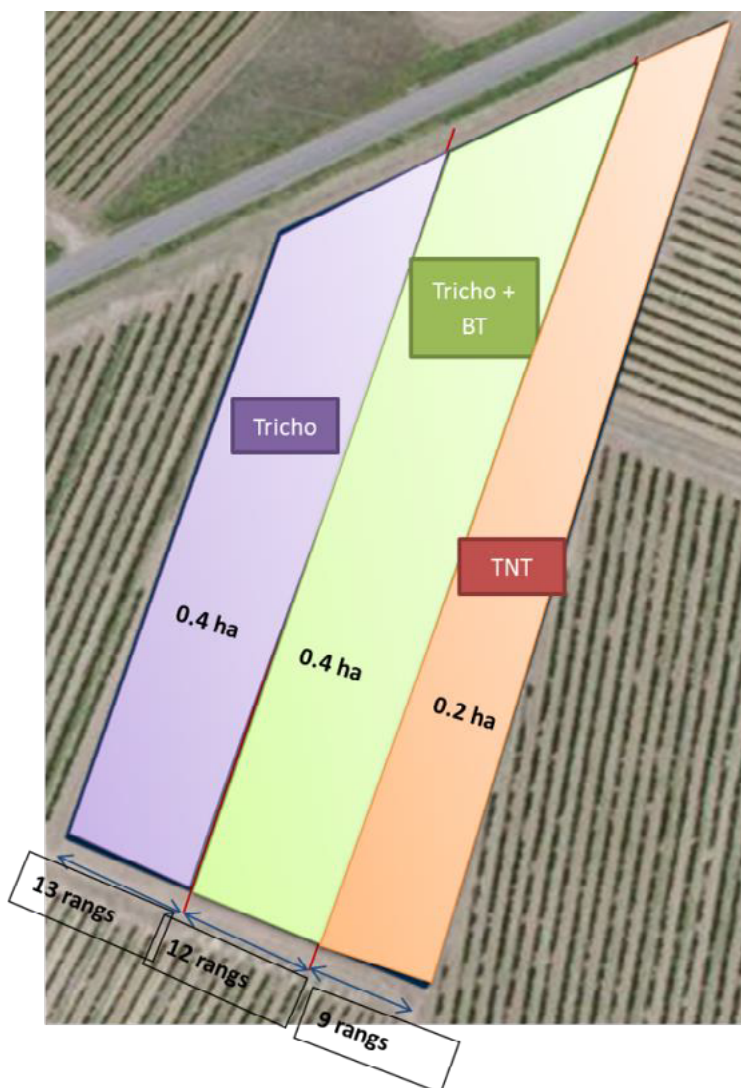 Tricho +
BT
Tricho
TNT
0.4 ha
0.4 ha
0.2 ha
13 rangs
12 rangs
9 rangs